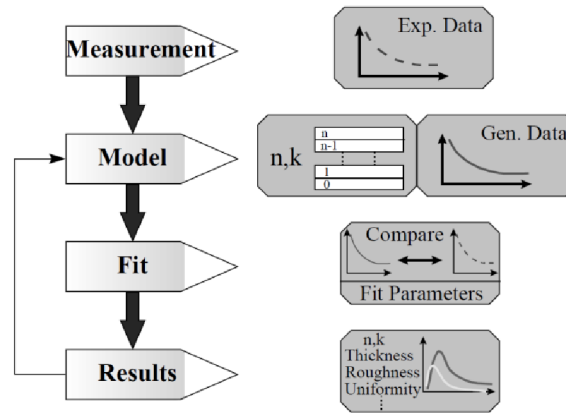 Measurement
Exp. Data
Model
n,k
n
n-1
1
0
Gen. Data
Fit
Compare
Fit Parameters
Results
n,k
Thickness
Roughness
Uniformity